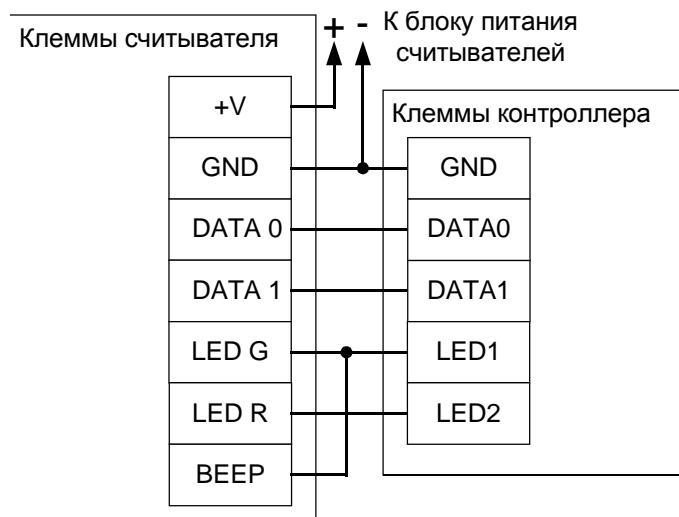 Клеммы считывателя
+ - К блоку питания
считывателей
Клеммы контроллера
+V
GND
DATA 0
DATA 1
LED G
LED R
BEEP
GND
DATA0
DATA1
LED1
LED2